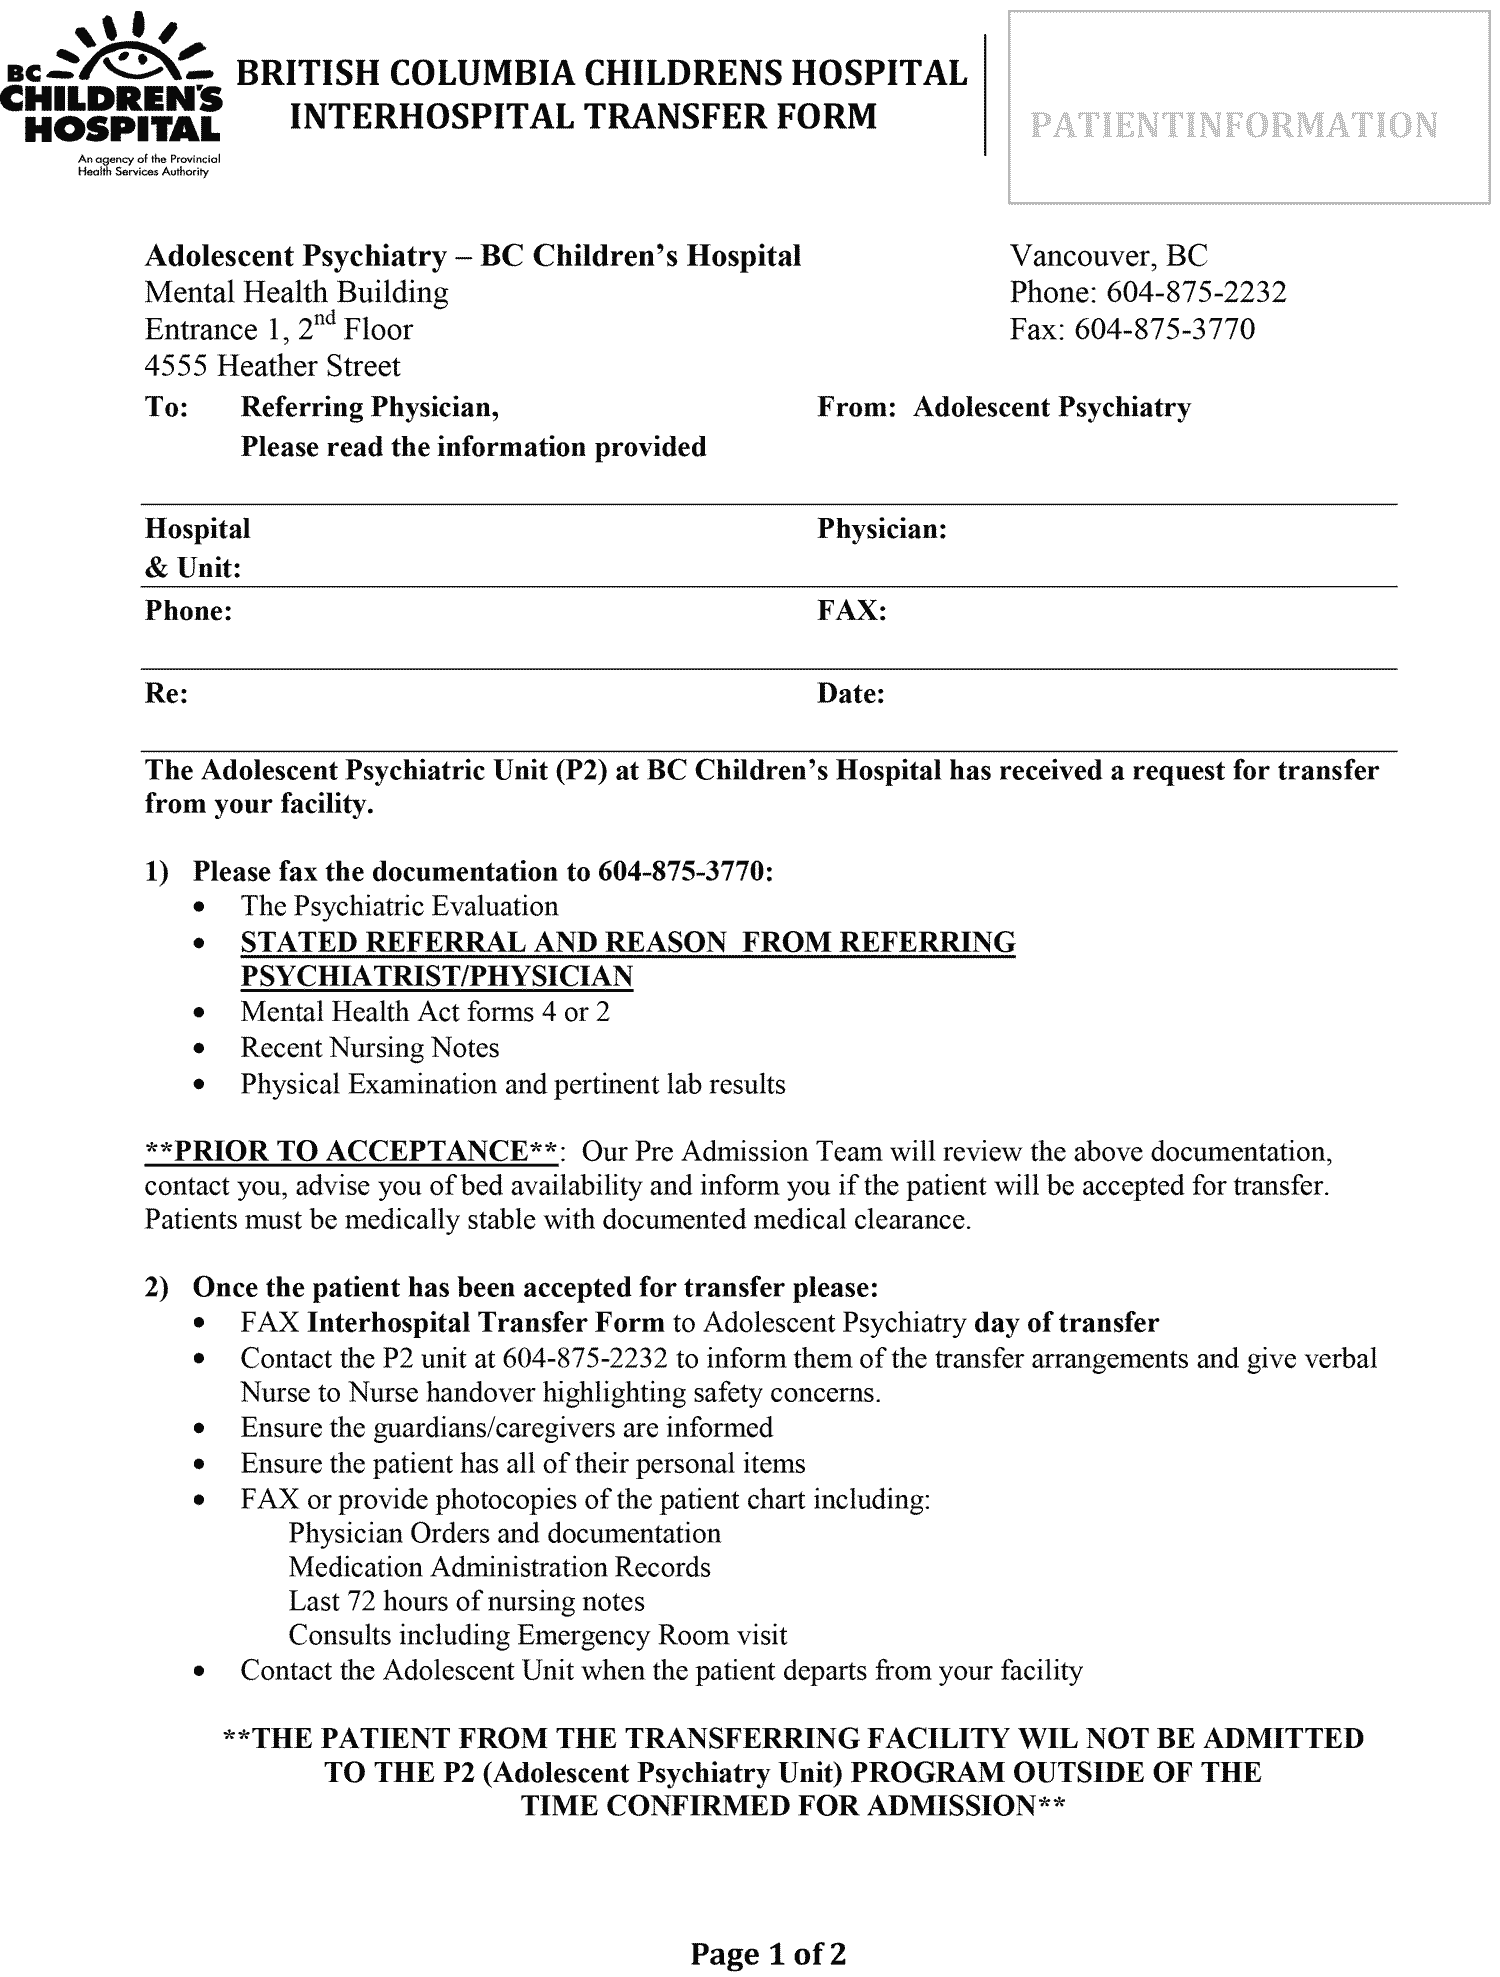 BC
CHILDREN'S
HOSPITAL
An agency of the Provincial
Health Services Authority
BRITISH COLUMBIA CHILDRENS HOSPITAL
INTERHOSPITAL TRANSFER FORM
PATIENTINFORMATION
Adolescent Psychiatry – BC Children's Hospital Vancouver, BC
Mental Health Building Phone: 604-875-2232
Entrance 1, 2nd Floor Fax: 604-875-3770
4555 Heather Street
To: Referring Physician, From: Adolescent Psychiatry
Please read the information provided
Hospital Physician:
& Unit:
Phone: FAX:
Re: Date:
The Adolescent Psychiatric Unit (P2) at BC Children's Hospital has received a request for transfer
from your facility.
1) Please fax the documentation to 604-875-3770:
• The Psychiatric Evaluation
• STATED REFERRAL AND REASON FROM REFERRING
PSYCHIATRIST/PHYSICIAN
• Mental Health Act forms 4 or 2
• Recent Nursing Notes
• Physical Examination and pertinent lab results
**PRIOR TO ACCEPTANCE**: Our Pre Admission Team will review the above documentation,
contact you, advise you of bed availability and inform you if the patient will be accepted for transfer.
Patients must be medically stable with documented medical clearance.
2) Once the patient has been accepted for transfer please:
• FAX Interhospital Transfer Form to Adolescent Psychiatry day of transfer
• Contact the P2 unit at 604-875-2232 to inform them of the transfer arrangements and give verbal
Nurse to Nurse handover highlighting safety concerns.
• Ensure the guardians/caregivers are informed
• Ensure the patient has all of their personal items
• FAX or provide photocopies of the patient chart including:
Physician Orders and documentation
Medication Administration Records
Last 72 hours of nursing notes
Consults including Emergency Room visit
• Contact the Adolescent Unit when the patient departs from your facility
**THE PATIENT FROM THE TRANSFERRING FACILITY WIL NOT BE ADMITTED
TO THE P2 (Adolescent Psychiatry Unit) PROGRAM OUTSIDE OF THE
TIME CONFIRMED FOR ADMISSION**
Page 1 of 2